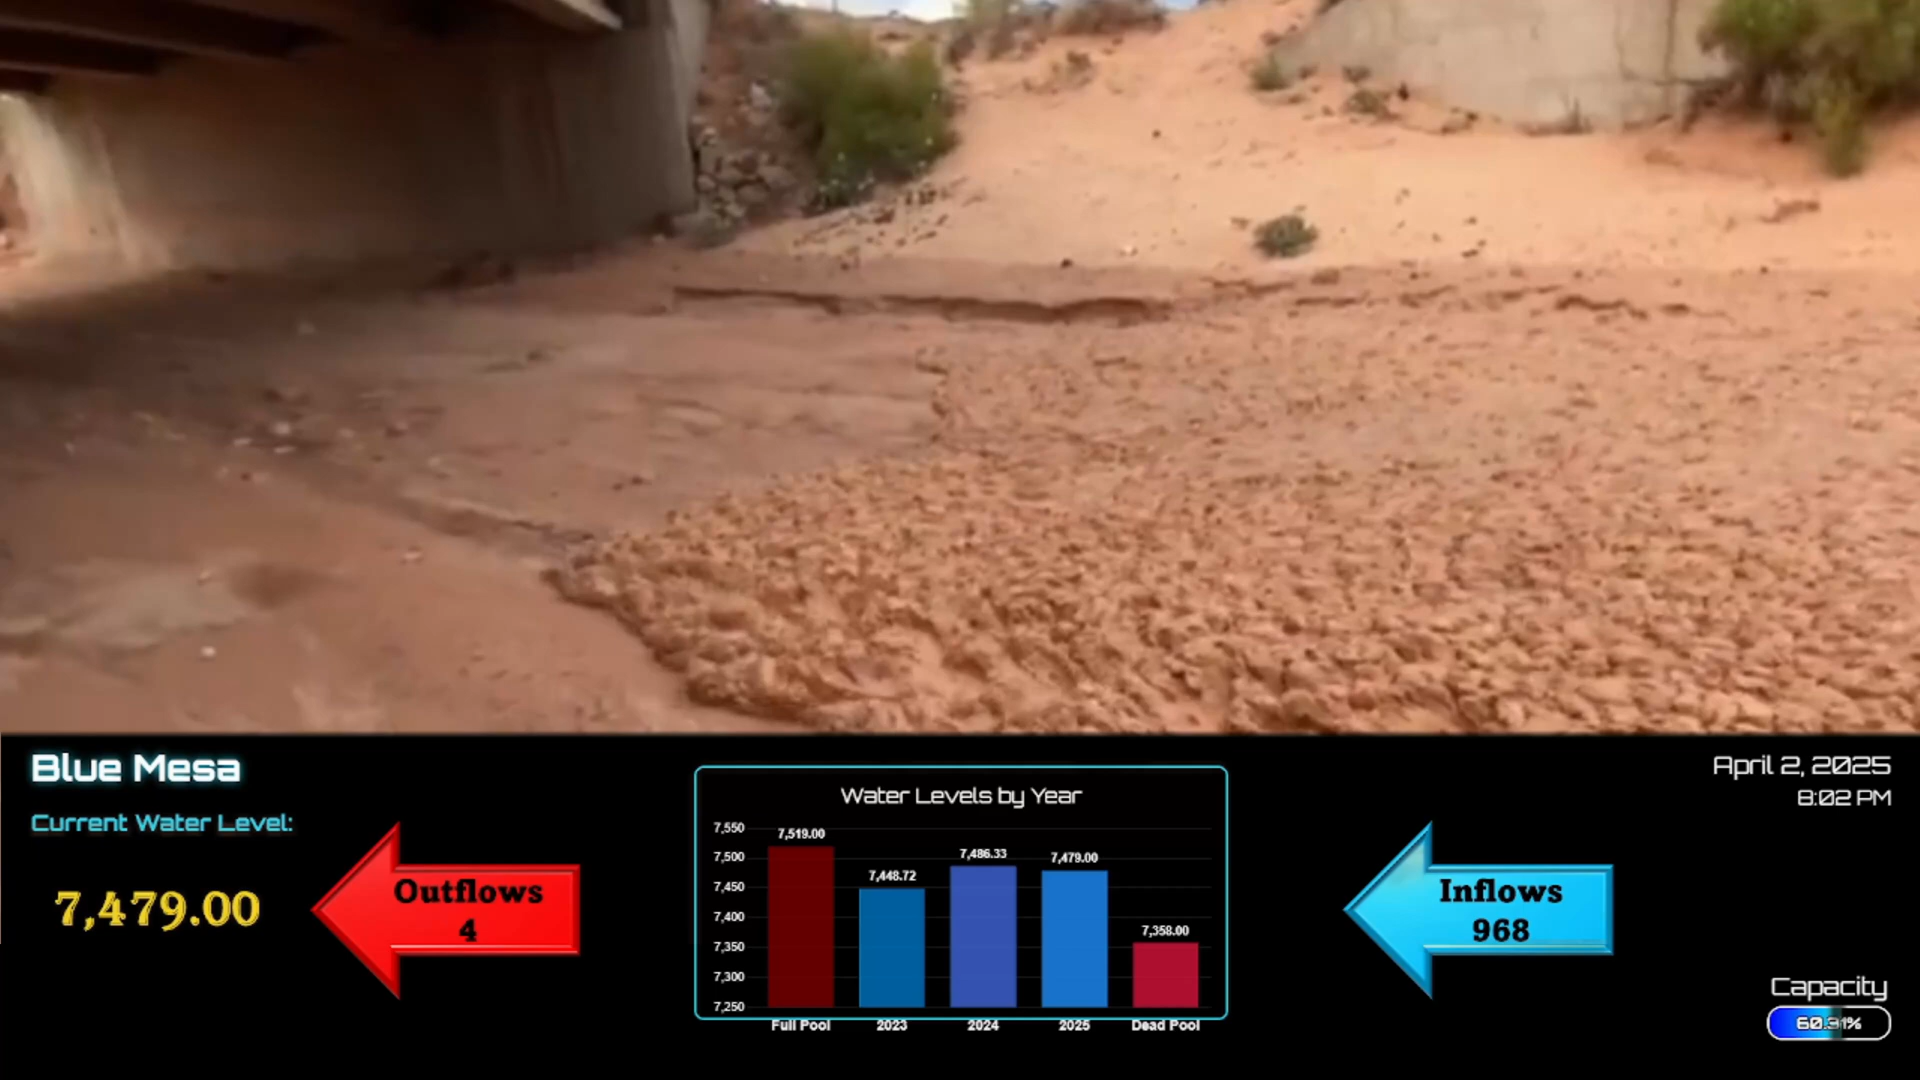 Blue Mesa
Current Water Level:
7,479.00
Outflows
4
Water Levels by Year
7,550
7,500
7,450
7,400
7,350
7,300
7,250
7,519.00
7,448.72
7,486.33
7,479.00
7,358.00
Full Pool
2023
2024
2025
Dead Pool
Inflows
968
April 2, 2025
8:02 PM
Capacity
60.31%